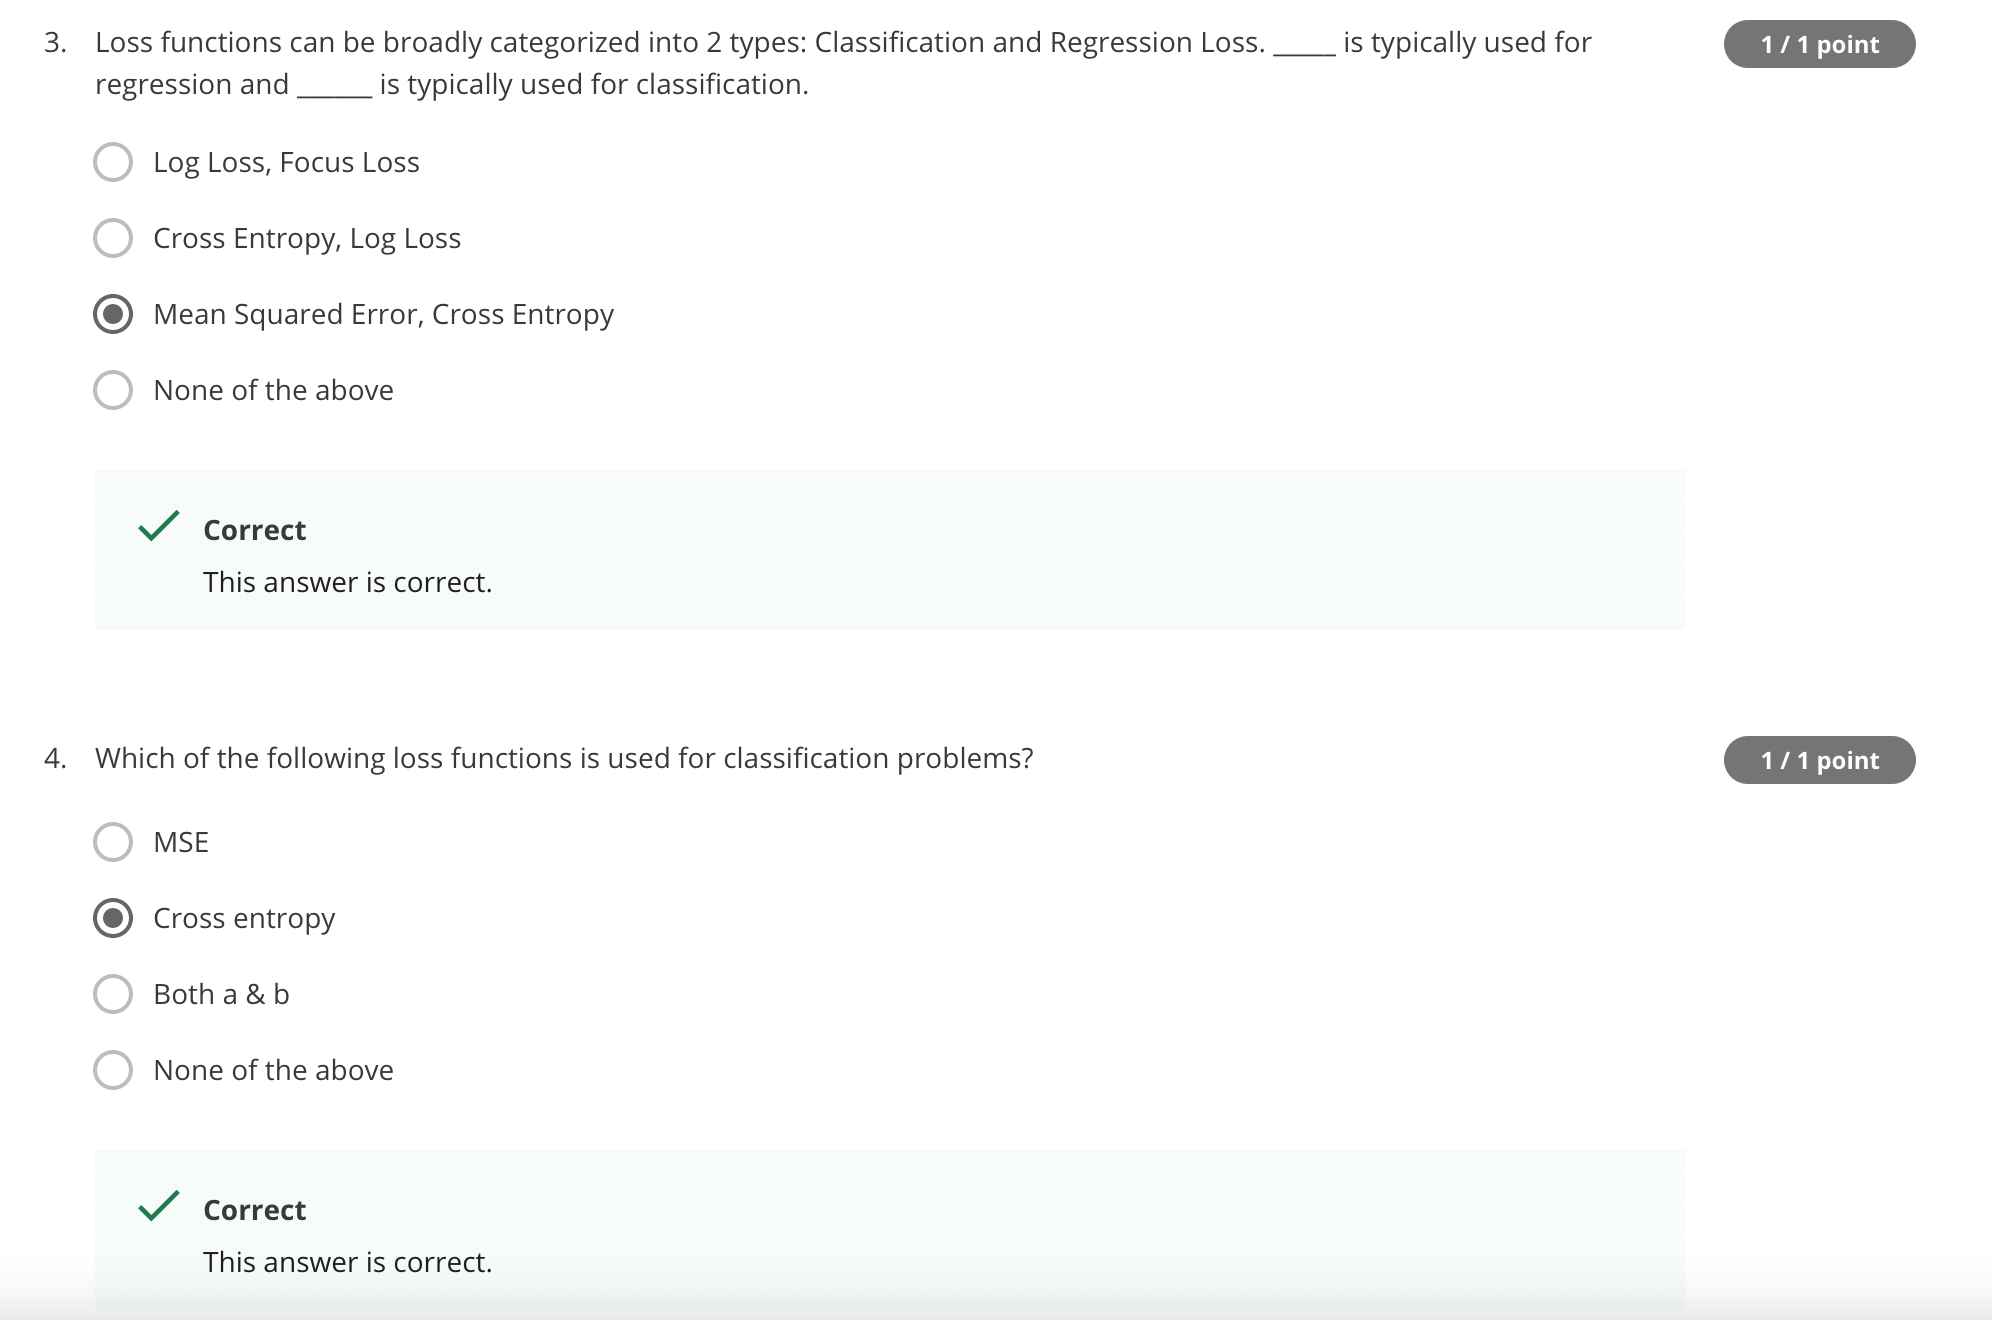 3. Loss functions can be broadly categorized into 2 types: Classification and Regression Loss. _____ is typically used for
regression and ______ is typically used for classification.
1 / 1 point
Log Loss, Focus Loss
Cross Entropy, Log Loss
Mean Squared Error, Cross Entropy
None of the above
Correct
This answer is correct.
4. Which of the following loss functions is used for classification problems?
1 / 1 point
MSE
Cross entropy
Both a & b
None of the above
Correct
This answer is correct.